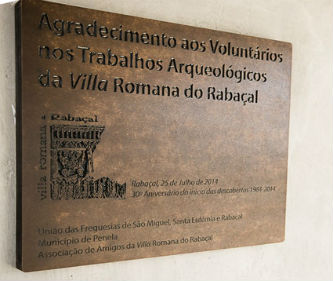 Agradecimento aos Voluntários
nos Trabalhos Arqueológicos
da Villa Romana do Rabaçal
villa romana
Rabaçal
Rabaçal, 25 de Julho de 2014
30º Aniversário do início das descobertas 1984-2014
União das Freguesias de São Miguel, Santa Eufémia e Rabaçal
Município de Penela
Associação de Amigos da Villa Romana do Rabaçal